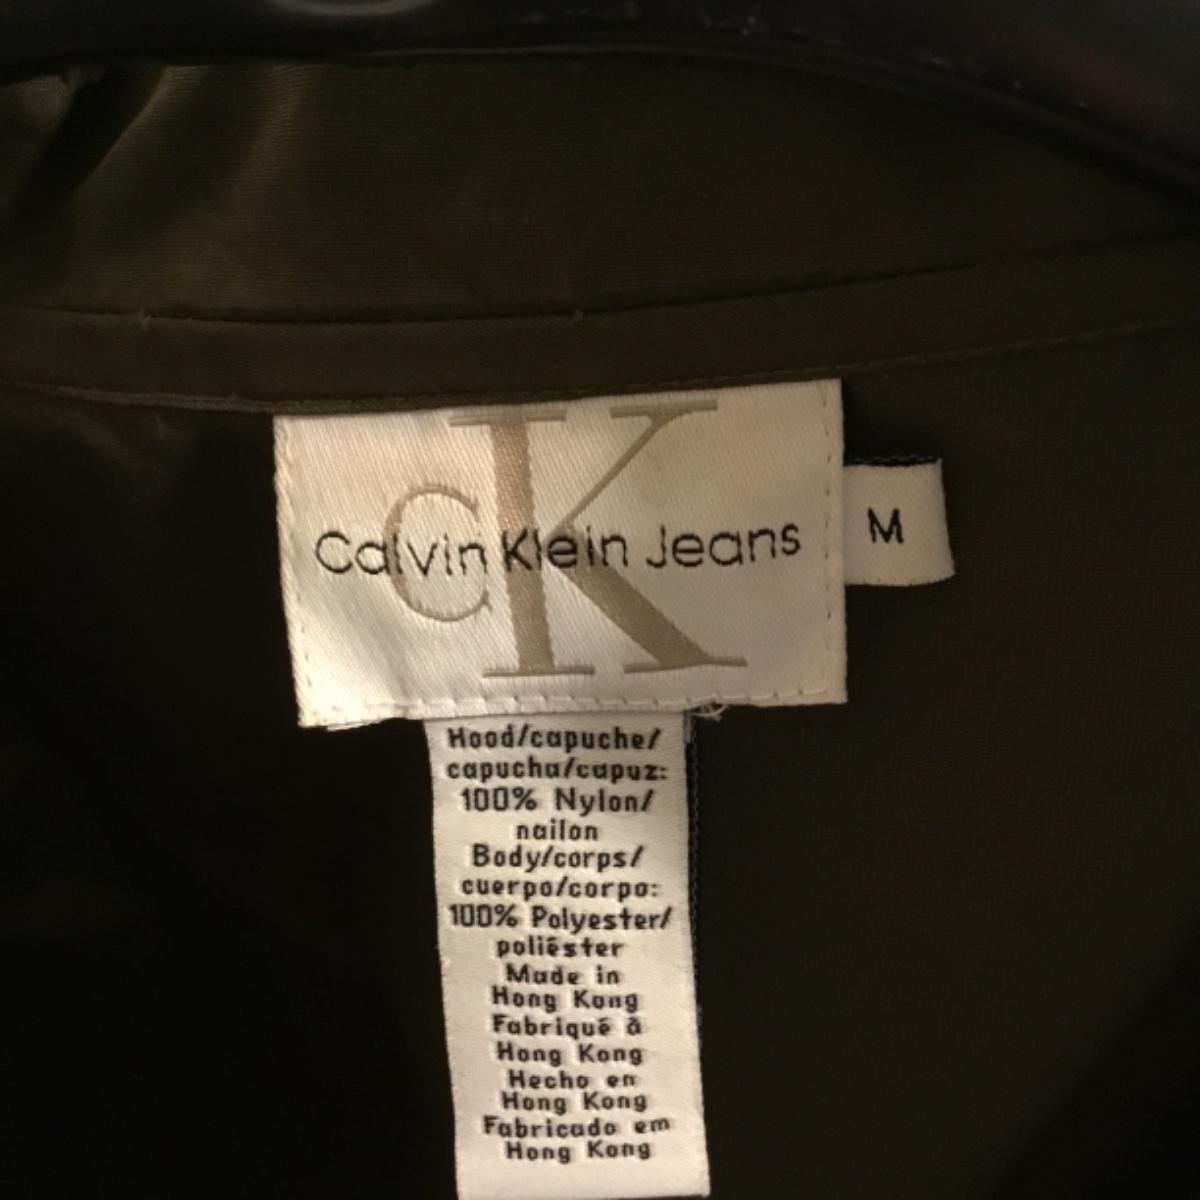 CK
Calvin Klein Jeans
M
Hood/capuche/
capucha/capuz:
100% Nylon/
nailon
Body/corps/
cuerpo/corpo:
100% Polyester/
poliéster
Made in
Hong Kong
Fabriqué à
Hong Kong
Hecho en
Hong Kong
Fabricado em
Hong Kong